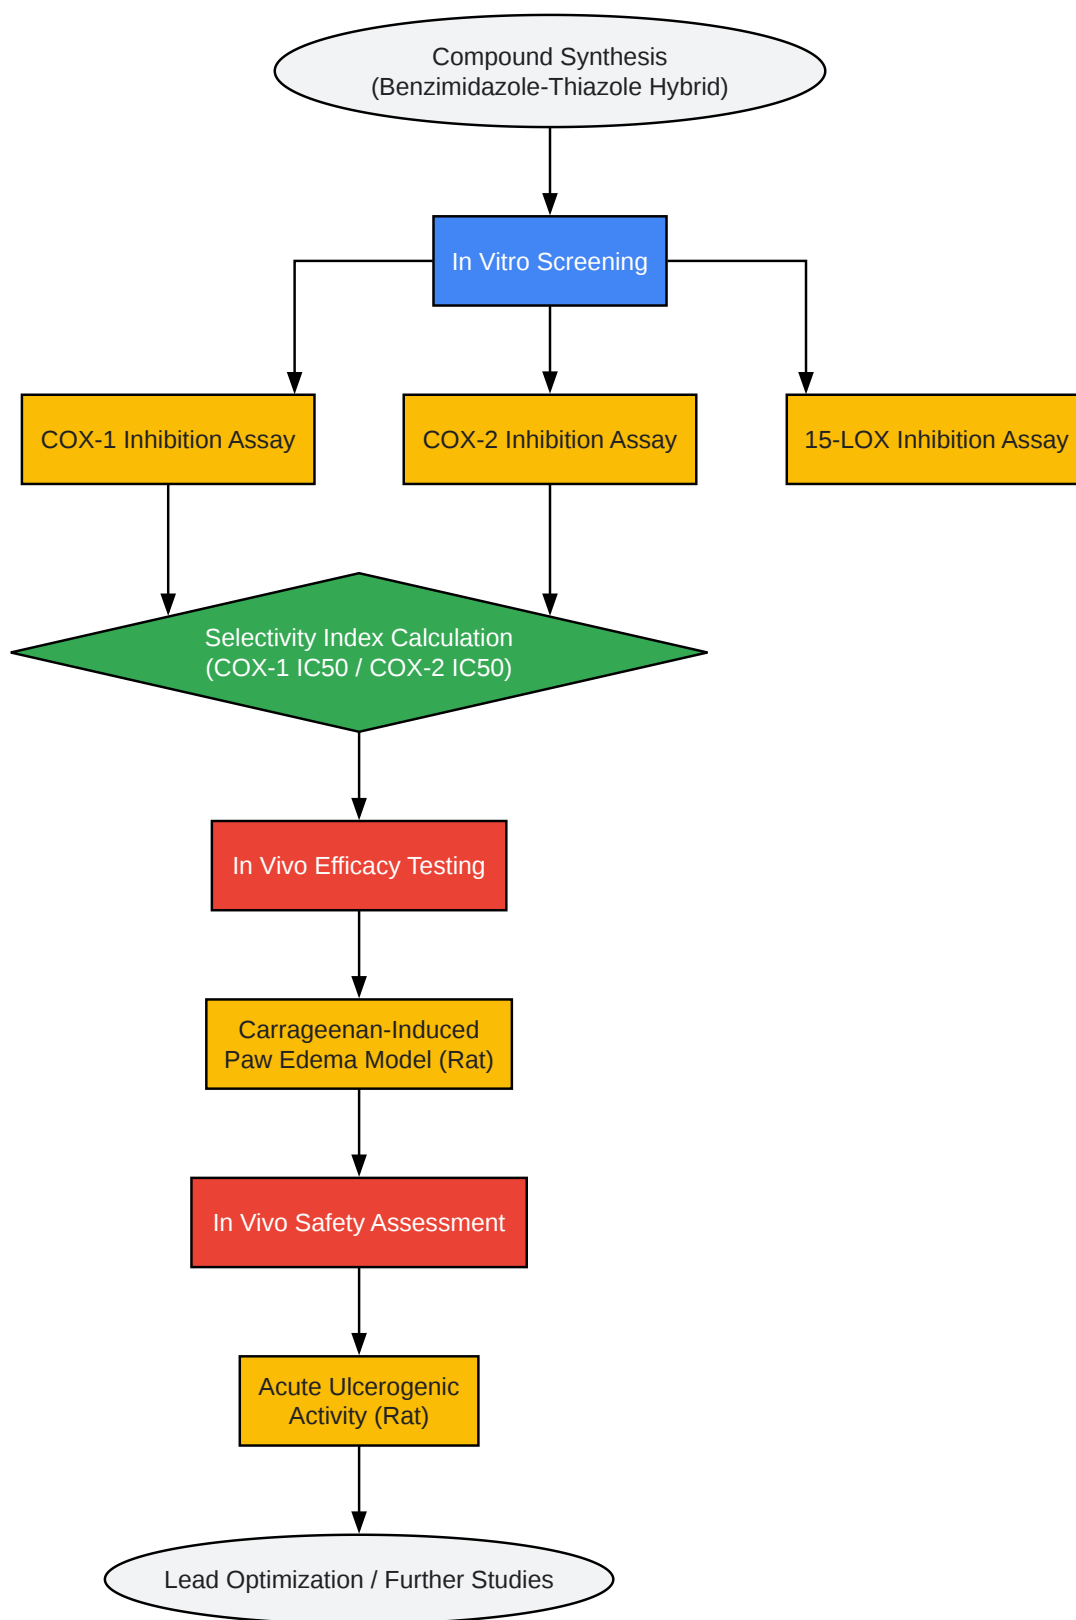 Compound Synthesis
(Benzimidazole-Thiazole Hybrid)
In Vitro Screening
COX-1 Inhibition Assay
COX-2 Inhibition Assay
15-LOX Inhibition Assay
Selectivity Index Calculation
(COX-1 IC50 / COX-2 IC50)
In Vivo Efficacy Testing
Carrageenan-Induced
Paw Edema Model (Rat)
In Vivo Safety Assessment
Acute Ulcerogenic
Activity (Rat)
Lead Optimization / Further Studies